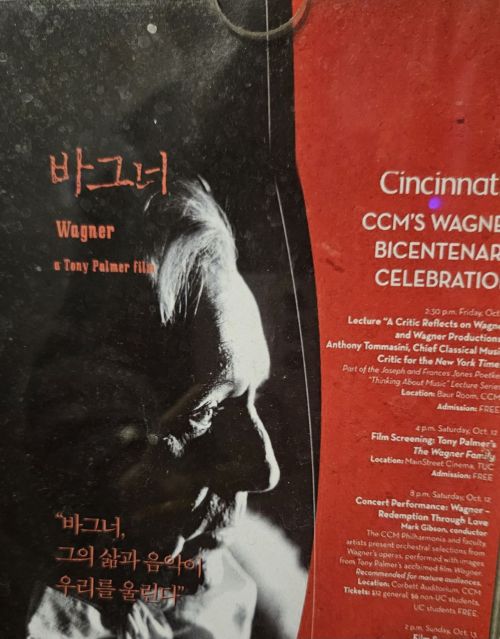 바그너
Wagner
a Tony Palmer film
"바그너,
그의 삶과 음악이
우리를 울린다"
Cincinnat
CCM'S WAGNE
BICENTENAR
CELEBRATIO
2:30 p.m. Friday, Oct
Lecture "A Critic Reflects on Wagn
and Wagner Productions
Anthony Tommasini, Chief Classical Mus
Critic for the New York Time
Part of the Joseph and Frances Jones Poetke
"Thinking About Music" Lecture Serie
Location: Baur Room, CCM
Admission: FREE
4 p.m. Saturday, Oct. 12
Film Screening: Tony Palmer's
The Wagner Family
Location: MainStreet Cinema, TUC
Admission: FREE
8 p.m. Saturday, Oct. 12
Concert Performance: Wagner –
Redemption Through Love
Mark Gibson, conductor
The CCM Philharmonia and faculty
artists present orchestral selections from
Wagner's operas, performed with images
from Tony Palmer's acclaimed film Wagner.
Recommended for mature audiences.
Location: Corbett Auditorium, CCM
Tickets: $12 general, $6 non-UC students,
UC students FREE.
2 p.m. Sunday, Oct. 13